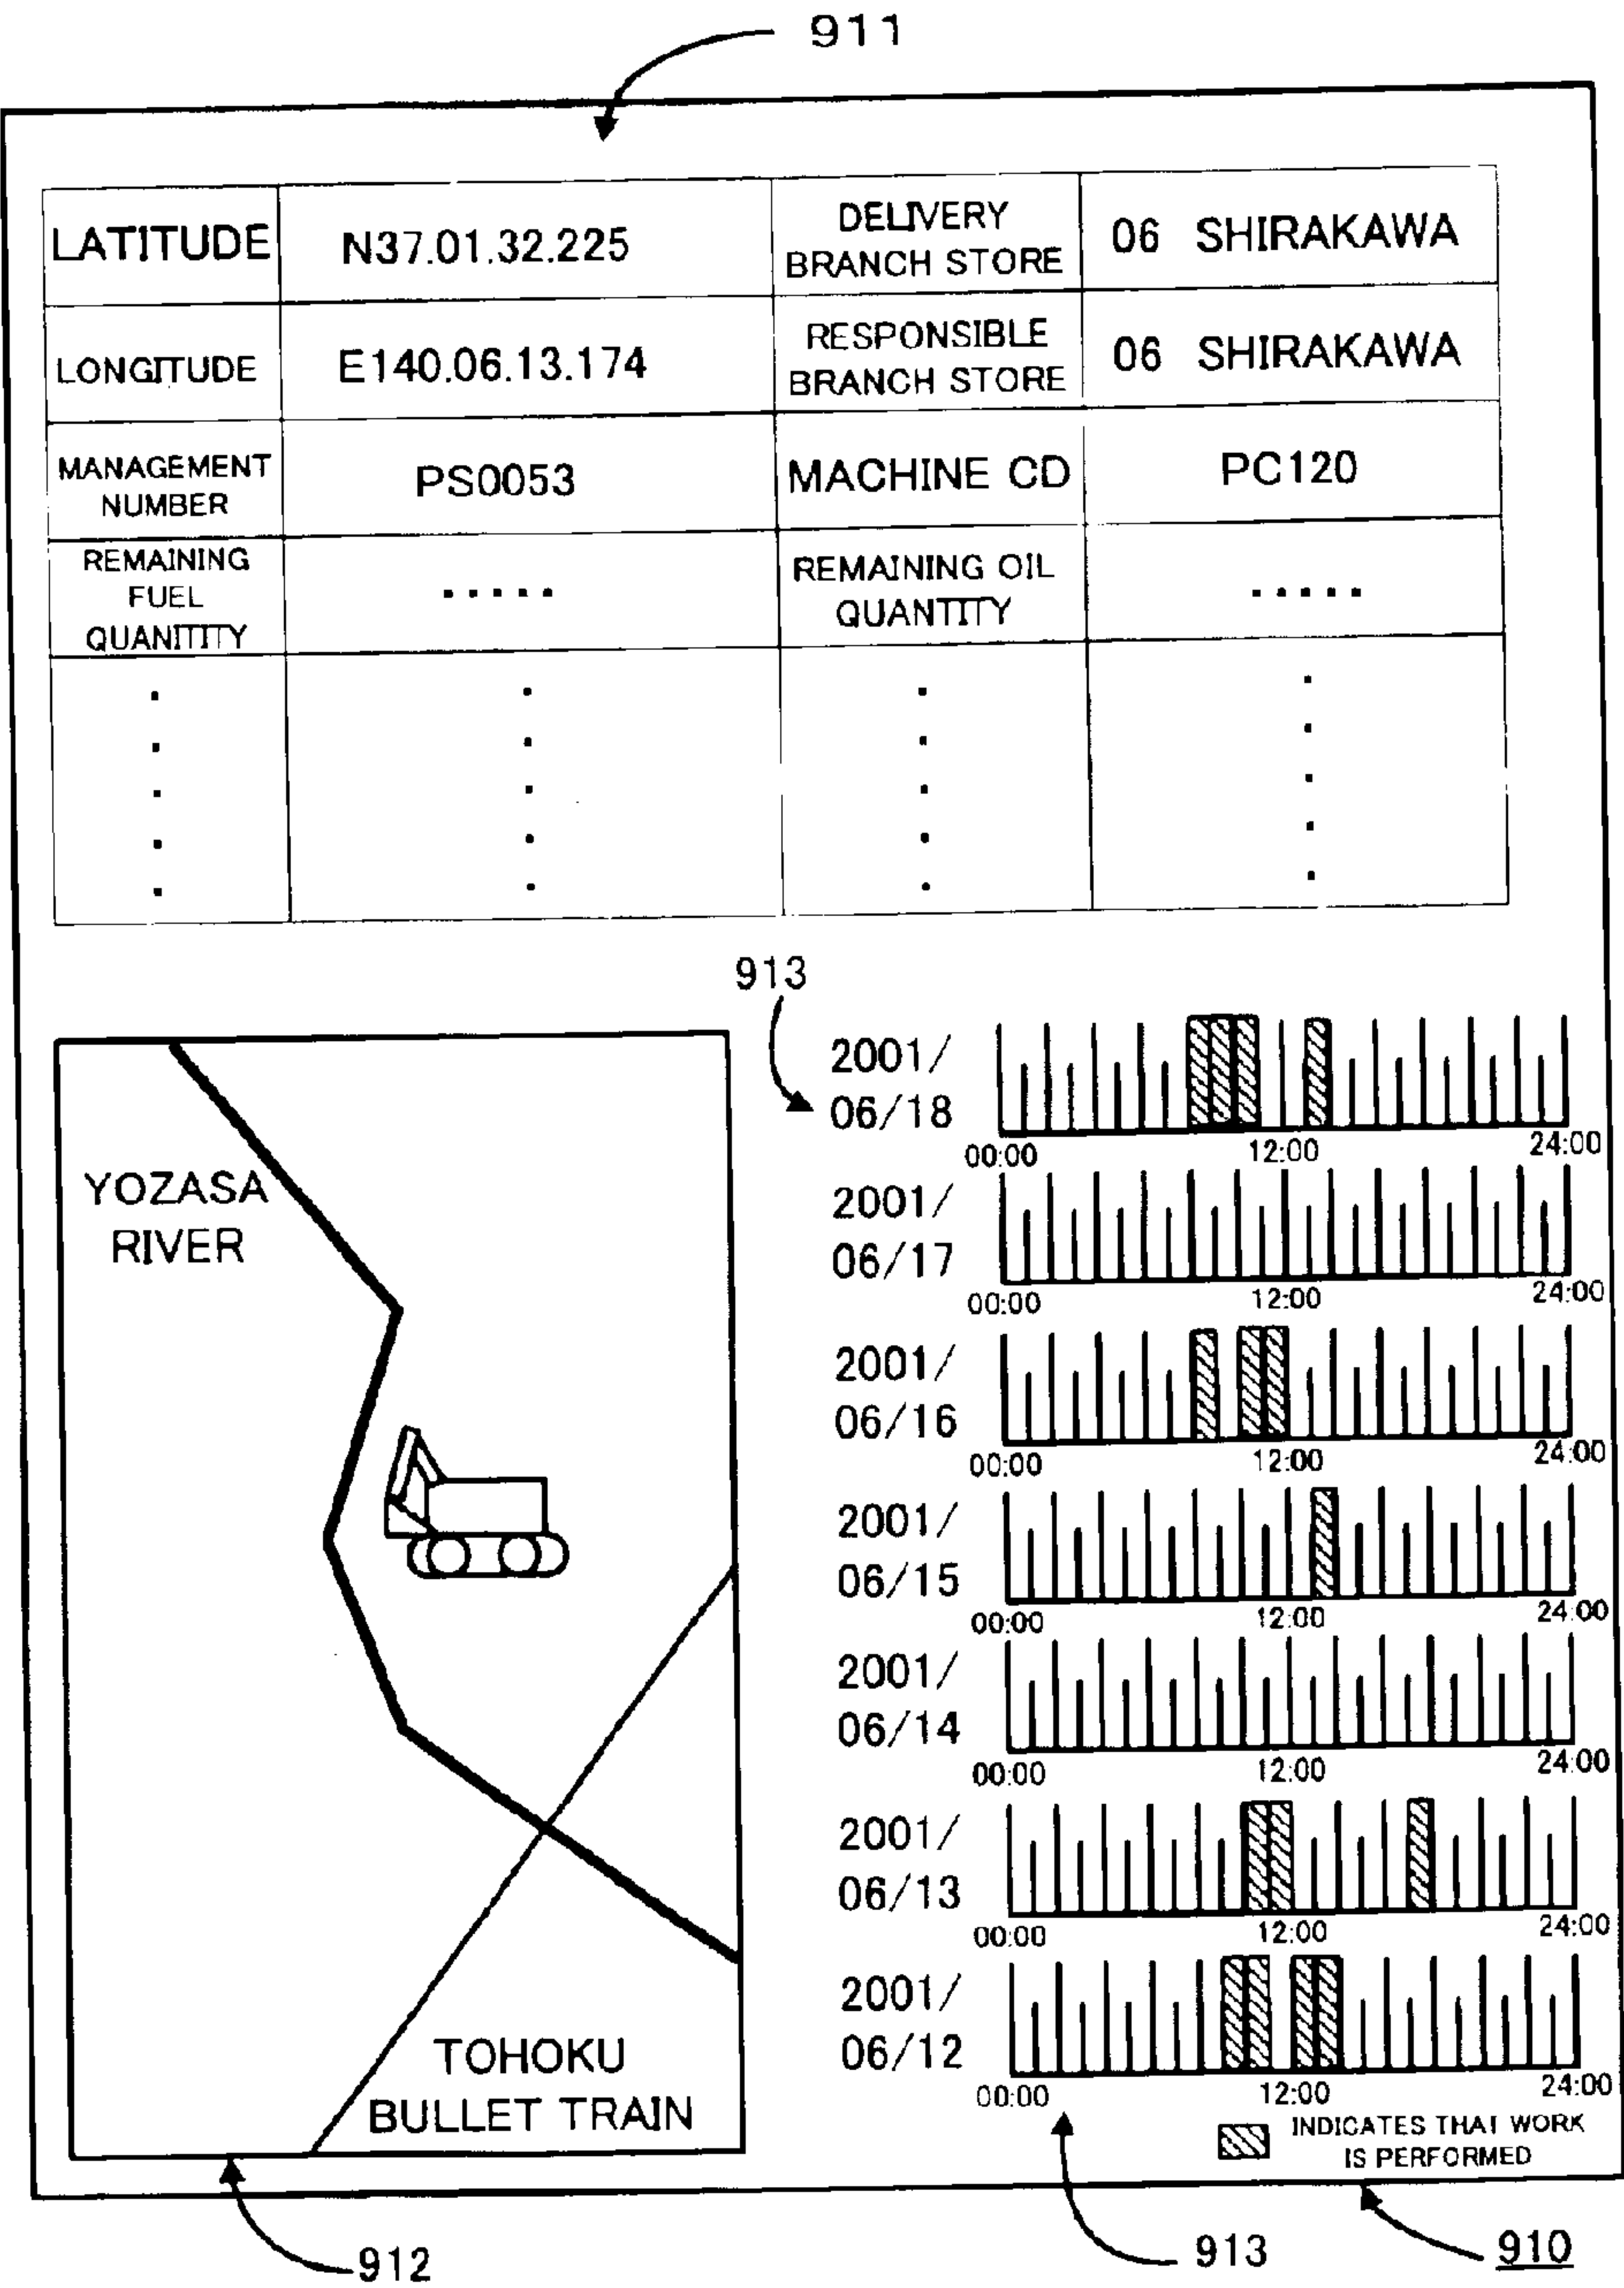 911
LATITUDE N37.01.32.225 DELIVERY BRANCH STORE 06 SHIRAKAWA
LONGITUDE E140.06.13.174 RESPONSIBLE BRANCH STORE 06 SHIRAKAWA
MANAGEMENT NUMBER PS0053 MACHINE CD PC120
REMAINING FUEL QUANITITY ..... REMAINING OIL QUANTITY .....
913
YOZASA
RIVER
TOHOKU
BULLET TRAIN
2001/
06/18
00:00 12:00 24:00
2001/
06/17
00:00 12:00 24:00
2001/
06/16
00:00 12:00 24:00
2001/
06/15
00:00 12:00 24:00
2001/
06/14
00:00 12:00 24:00
2001/
06/13
00:00 12:00 24:00
2001/
06/12
00:00 12:00 24:00
INDICATES THAT WORK
IS PERFORMED
912
913
910